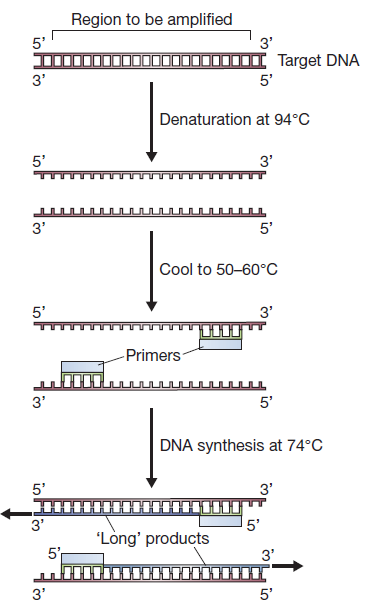 Region to be amplified
5’ 3’
Target DNA
3’ 5’
Denaturation at 94°C
5’ 3’
3’ 5’
Cool to 50–60°C
5’ 3’
Primers
3’ 5’
DNA synthesis at 74°C
5’ 3’
3’ 5’
‘Long’ products
5’ 3’
3’ 5’